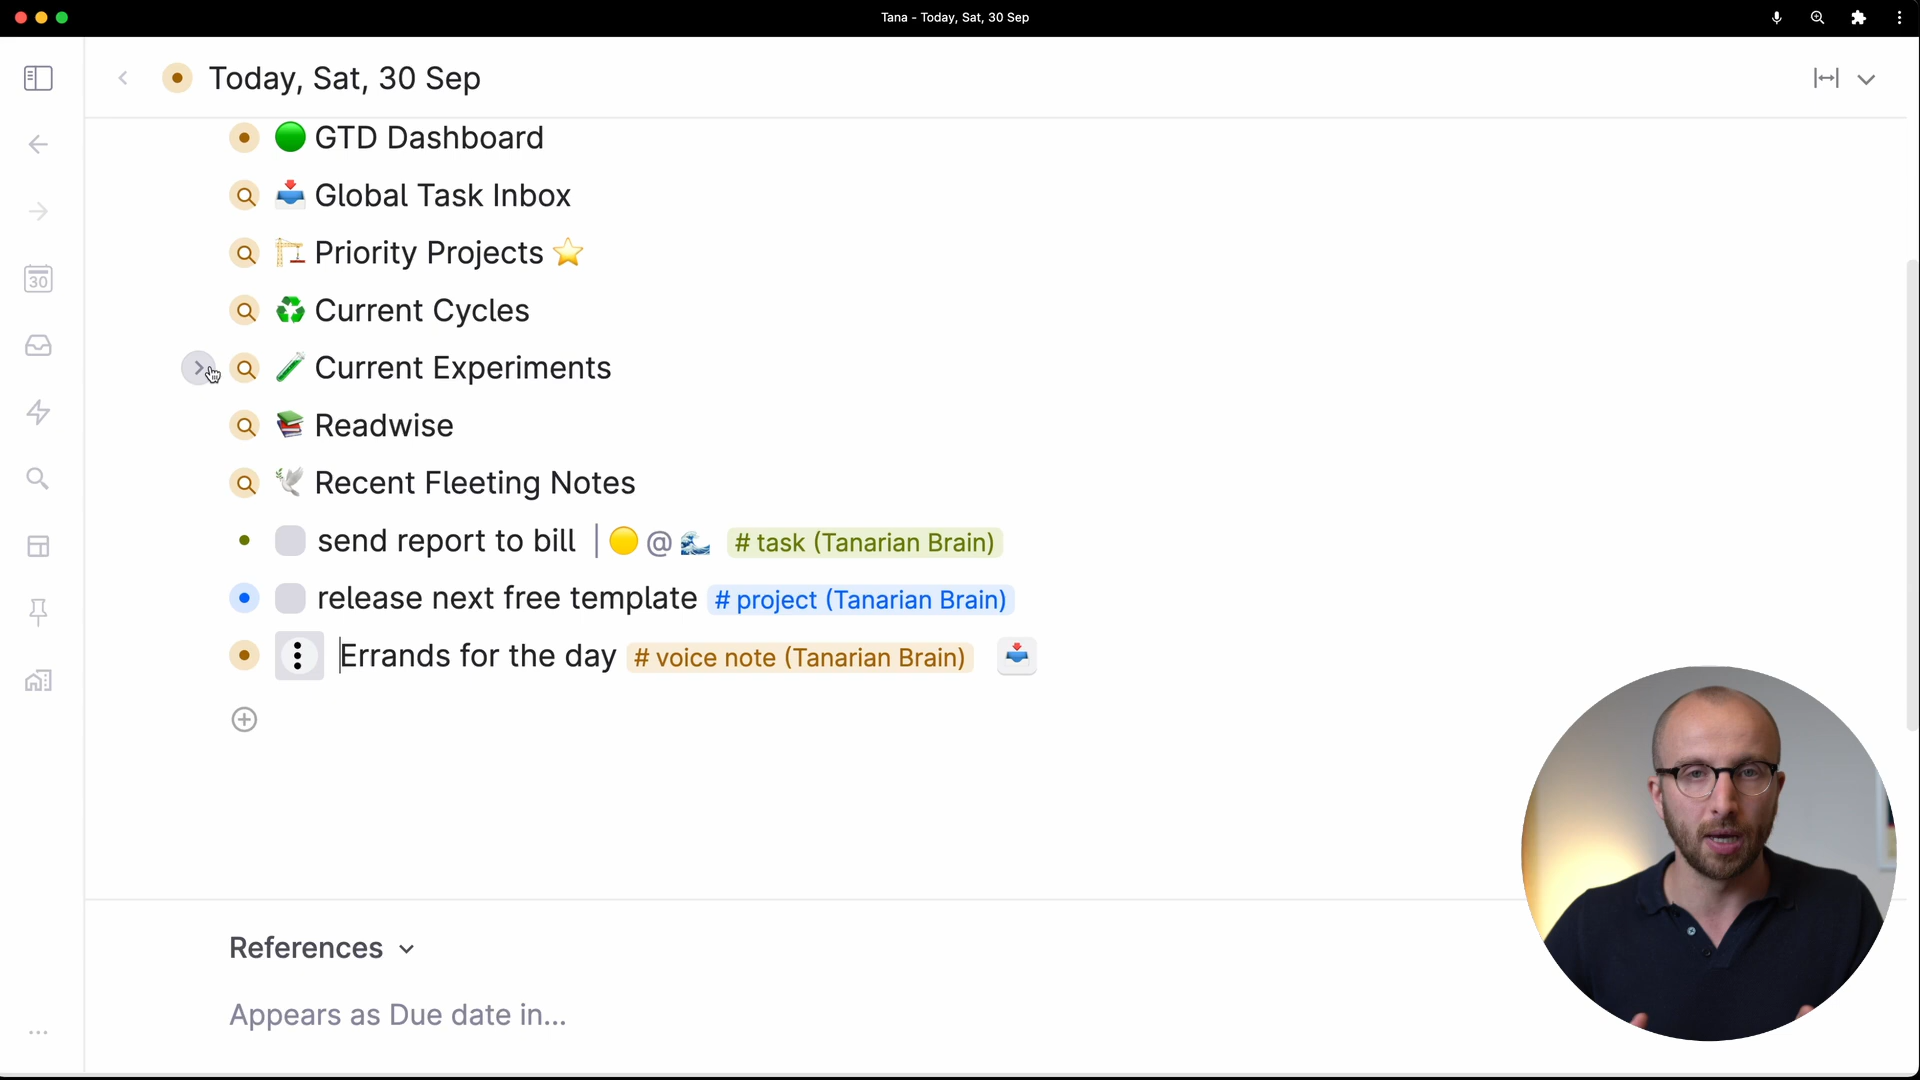 Tana - Today, Sat, 30 Sep
Today, Sat, 30 Sep
GTD Dashboard
Global Task Inbox
Priority Projects
30
Current Cycles
Current Experiments
Readwise
Recent Fleeting Notes
send report to bill | @ # task (Tanarian Brain)
release next free template # project (Tanarian Brain)
Errands for the day # voice note (Tanarian Brain)
References
Appears as Due date in...